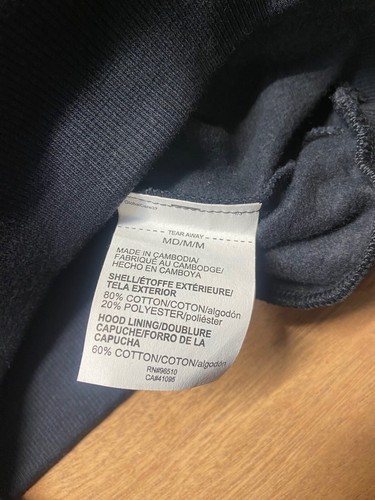 TEAR AWAY
MD/M/M
MADE IN CAMBODIA/
FABRIQUÉ AU CAMBODGE/
HECHO EN CAMBOYA
SHELL/ÉTOFFE EXTÉRIEURE/
TELA EXTERIOR
80% COTTON/COTON/algodón
20% POLYESTER/poliéster
HOOD LINING/DOUBLURE
CAPUCHE/FORRO DE LA
CAPUCHA
60% COTTON/COTON/algodón
RN#96510
CA#41095